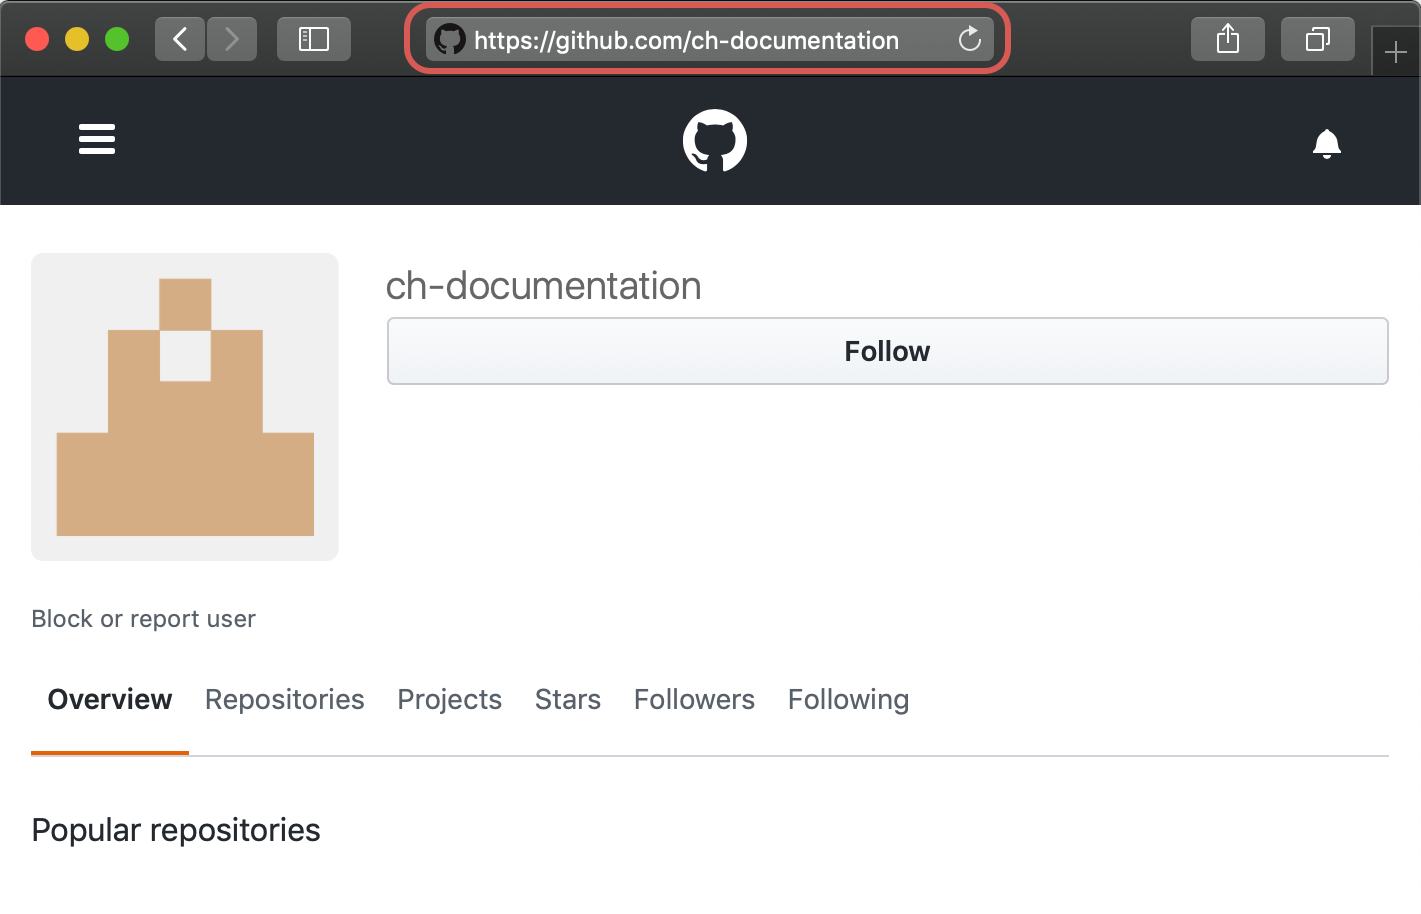 https://github.com/ch-documentation
ch-documentation
Follow
Block or report user
Overview Repositories Projects Stars Followers Following
Popular repositories